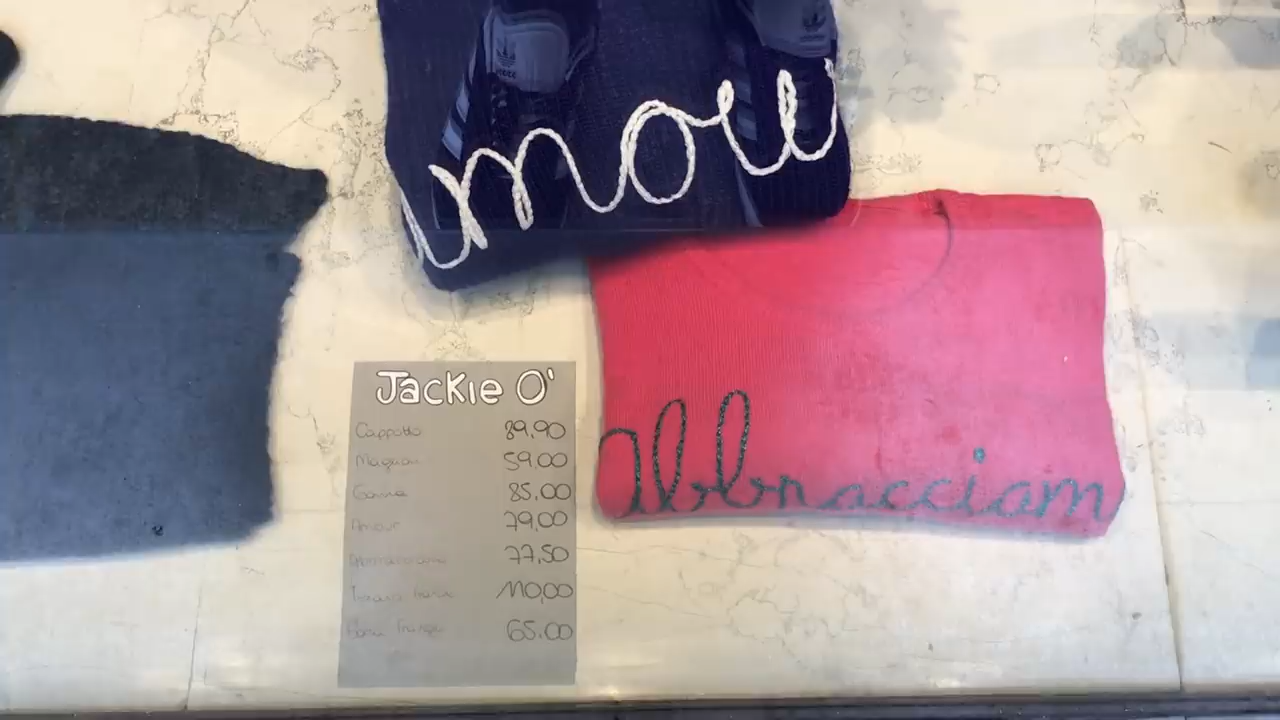 amour
Jackie O'
Cappotto 89,90
Maglion 59.00
Gonna 85.00
Amour 79,00
77,50
110,00
65.00
abbracciam